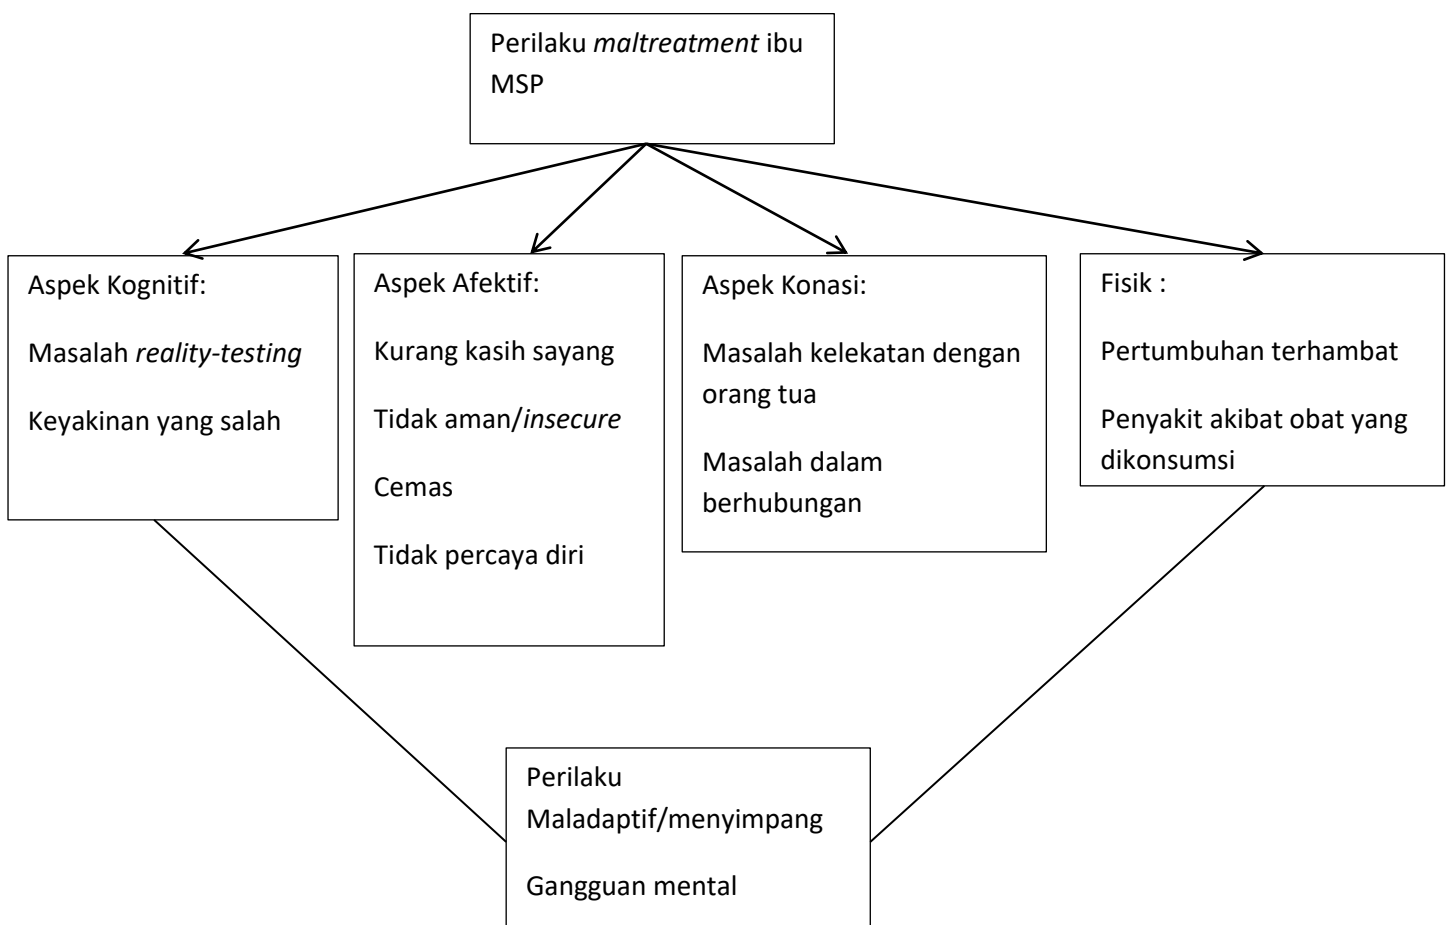 Perilaku maltreatment ibu
MSP
Aspek Kognitif:
Masalah reality-testing
Keyakinan yang salah
Aspek Afektif:
Kurang kasih sayang
Tidak aman/insecure
Cemas
Tidak percaya diri
Aspek Konasi:
Masalah kelekatan dengan
orang tua
Masalah dalam
berhubungan
Fisik :
Pertumbuhan terhambat
Penyakit akibat obat yang
dikonsumsi
Perilaku
Maladaptif/menyimpang
Gangguan mental